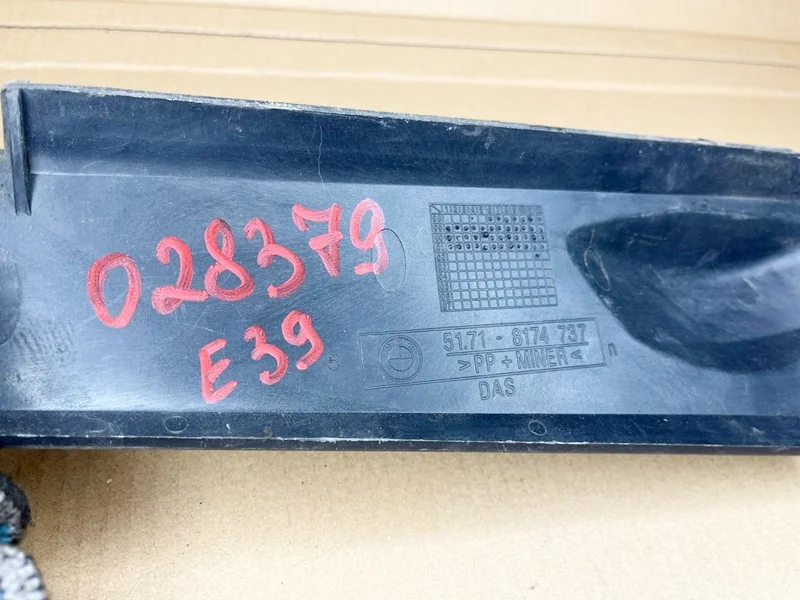 028379
E39
51.71 - 8174 737
>PP + MINER<
DAS